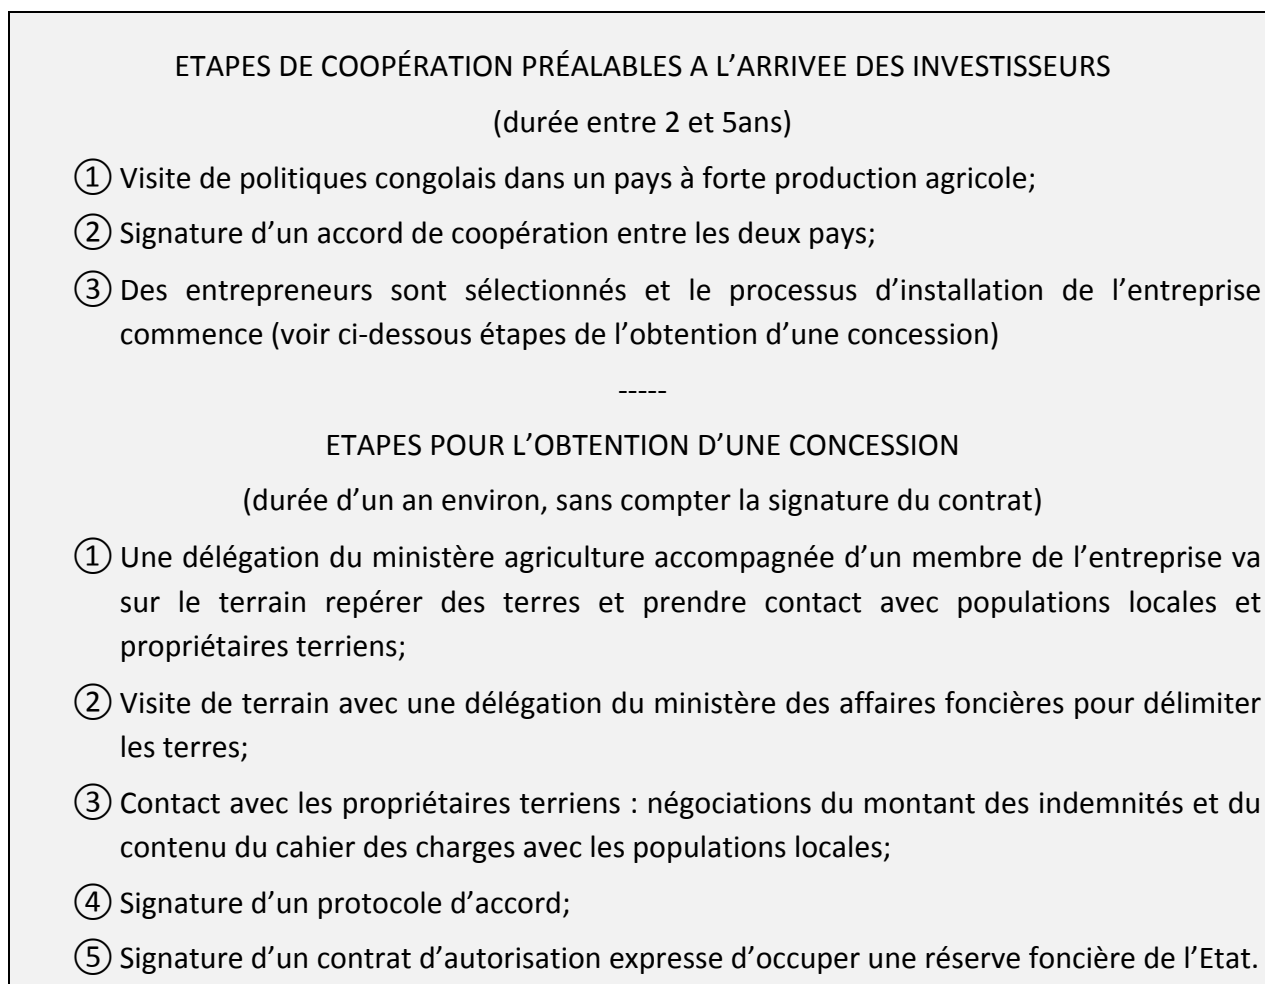 ETAPES DE COOPÉRATION PRÉALABLES A L’ARRIVEE DES INVESTISSEURS
(durée entre 2 et 5ans)
① Visite de politiques congolais dans un pays à forte production agricole;
② Signature d’un accord de coopération entre les deux pays;
③ Des entrepreneurs sont sélectionnés et le processus d’installation de l’entreprise
commence (voir ci-dessous étapes de l’obtention d’une concession)
-----
ETAPES POUR L’OBTENTION D’UNE CONCESSION
(durée d’un an environ, sans compter la signature du contrat)
① Une délégation du ministère agriculture accompagnée d’un membre de l’entreprise va
sur le terrain repérer des terres et prendre contact avec populations locales et
propriétaires terriens;
② Visite de terrain avec une délégation du ministère des affaires foncières pour délimiter
les terres;
③ Contact avec les propriétaires terriens : négociations du montant des indemnités et du
contenu du cahier des charges avec les populations locales;
④ Signature d’un protocole d’accord;
⑤ Signature d’un contrat d’autorisation expresse d’occuper une réserve foncière de l’Etat.